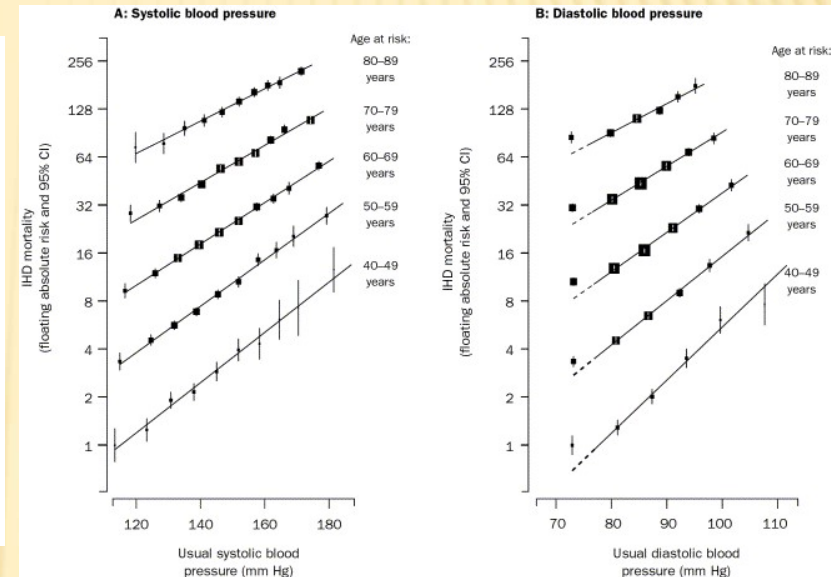 A: Systolic blood pressure
Age at risk:
256
128
64
32
16
8
4
2
1
80–89
years
70–79
years
60–69
years
50–59
years
40–49
years
IHD mortality
(floating absolute risk and 95% CI)
120
140
160
180
Usual systolic blood
pressure (mm Hg)
B: Diastolic blood pressure
Age at risk:
256
128
64
32
16
8
4
2
1
80–89
years
70–79
years
60–69
years
50–59
years
40–49
years
IHD mortality
(floating absolute risk and 95% CI)
70
80
90
100
110
Usual diastolic blood
pressure (mm Hg)